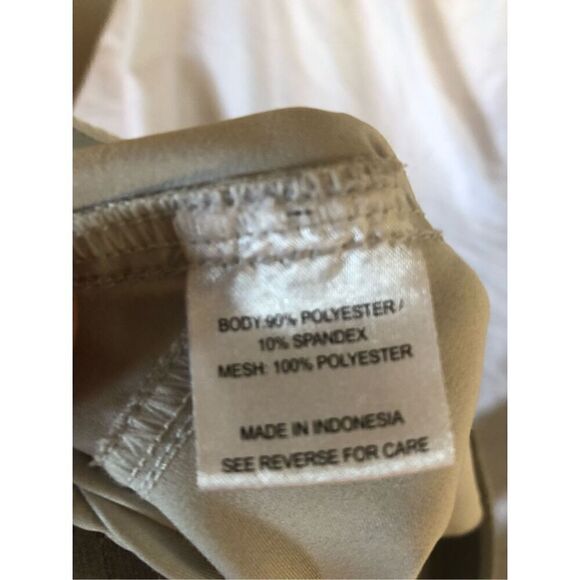 BODY:90% POLYESTER /
10% SPANDEX
MESH: 100% POLYESTER
MADE IN INDONESIA
SEE REVERSE FOR CARE